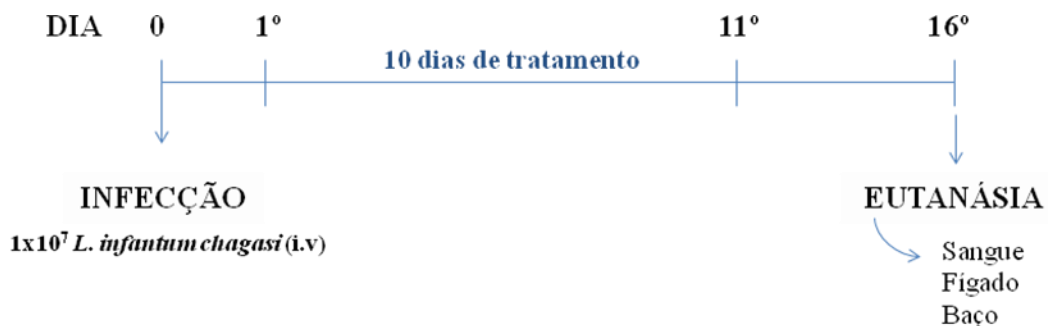 DIA 0 1º 11º 16º
10 dias de tratamento
INFECÇÃO
1x10⁷ L. infantum chagasi (i.v)
EUTANÁSIA
Sangue
Fígado
Baço